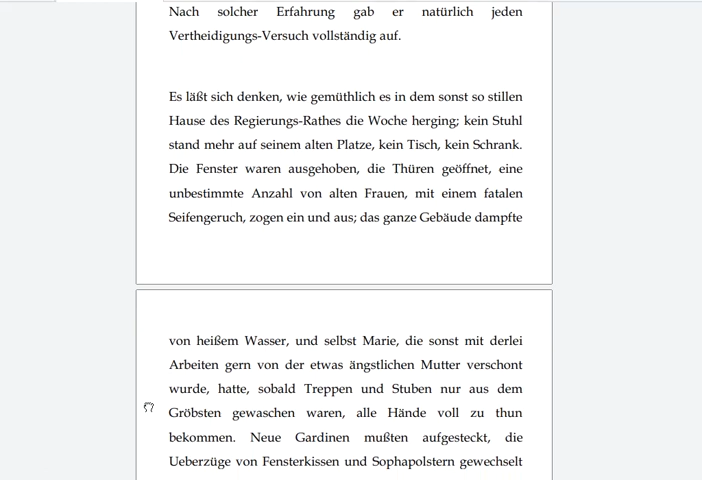 Nach solcher Erfahrung gab er natürlich jeden
Vertheidigungs-Versuch vollständig auf.
Es läßt sich denken, wie gemüthlich es in dem sonst so stillen
Hause des Regierungs-Rathes die Woche herging; kein Stuhl
stand mehr auf seinem alten Platze, kein Tisch, kein Schrank.
Die Fenster waren ausgehoben, die Thüren geöffnet, eine
unbestimmte Anzahl von alten Frauen, mit einem fatalen
Seifengeruch, zogen ein und aus; das ganze Gebäude dampfte
von heißem Wasser, und selbst Marie, die sonst mit derlei
Arbeiten gern von der etwas ängstlichen Mutter verschont
wurde, hatte, sobald Treppen und Stuben nur aus dem
Gröbsten gewaschen waren, alle Hände voll zu thun
bekommen. Neue Gardinen mußten aufgesteckt, die
Ueberzüge von Fensterkissen und Sophapolstern gewechselt